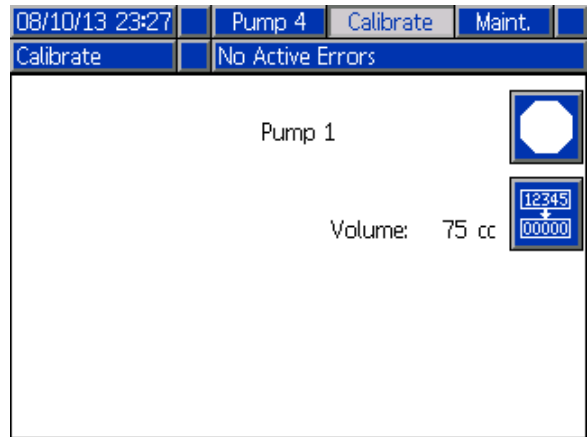 08/10/13 23:27 Pump 4 Calibrate Maint.
Calibrate No Active Errors
Pump 1
12345
Volume: 75 cc
00000